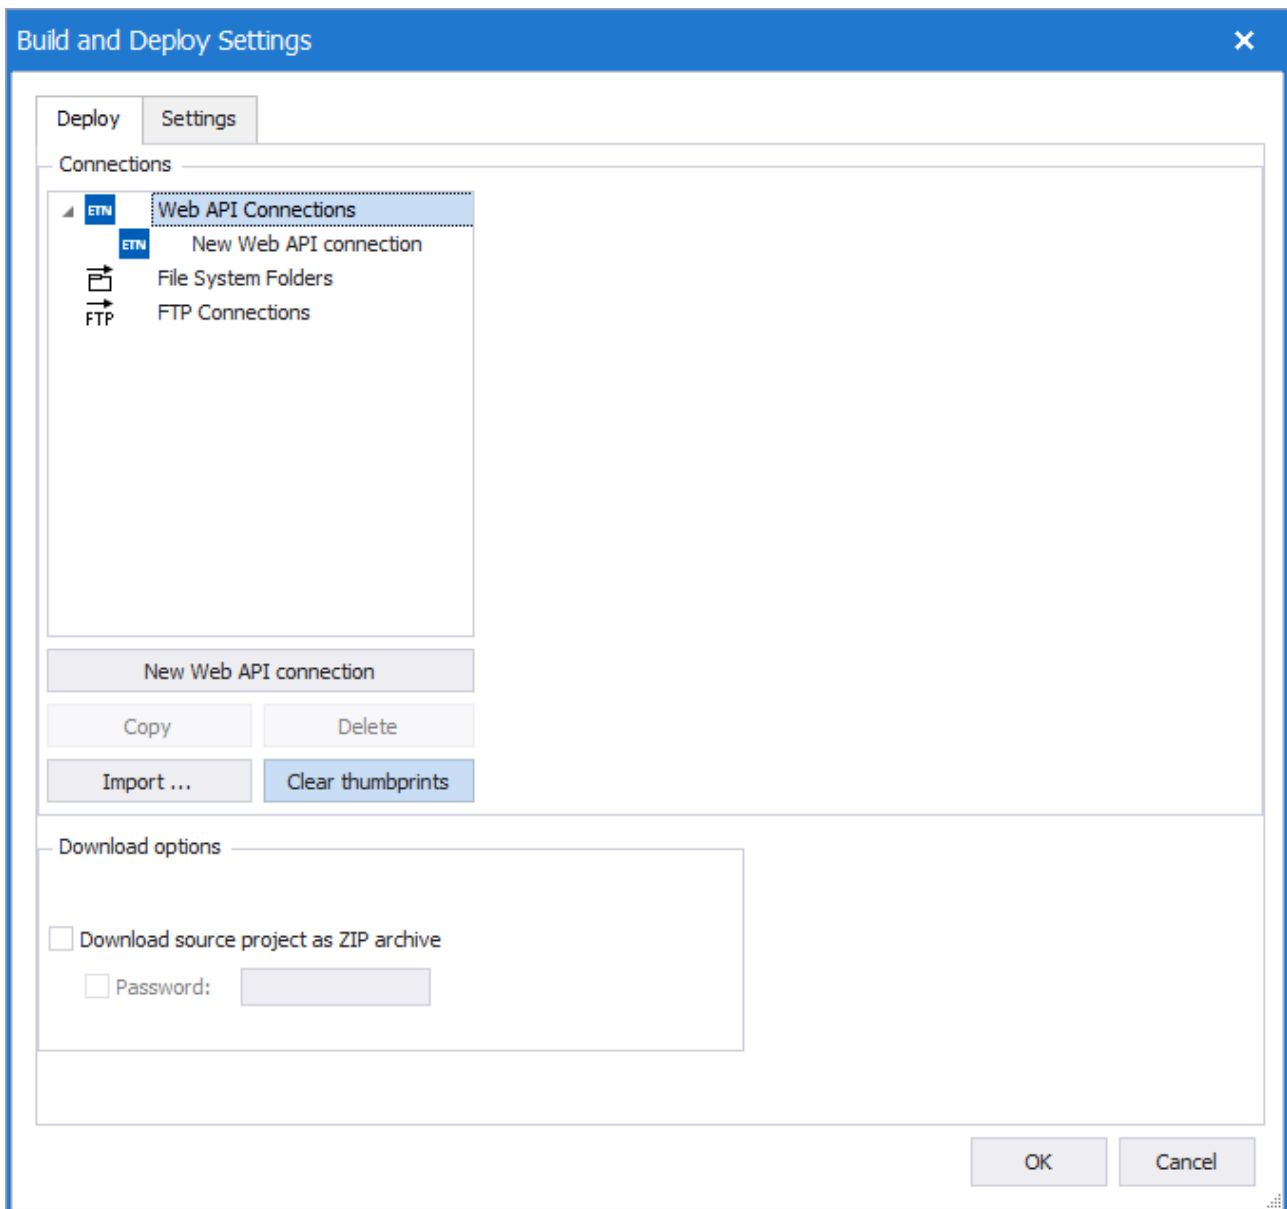 Build and Deploy Settings
Deploy Settings
Connections
ETN Web API Connections
ETN New Web API connection
File System Folders
FTP FTP Connections
New Web API connection
Copy Delete
Import ... Clear thumbprints
Download options
Download source project as ZIP archive
Password:
OK Cancel